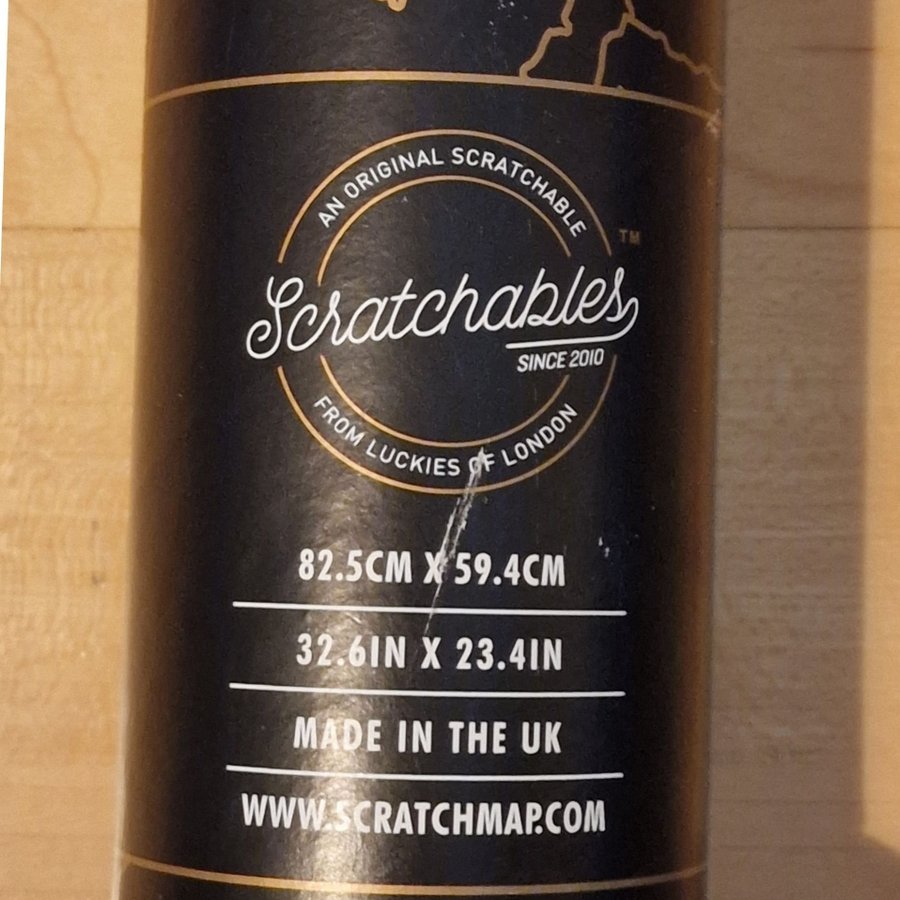 AN ORIGINAL SCRATCHABLE
TM
Scratchables
SINCE 2010
FROM LUCKIES OF LONDON
82.5CM X 59.4CM
32.6IN X 23.4IN
MADE IN THE UK
WWW.SCRATCHMAP.COM